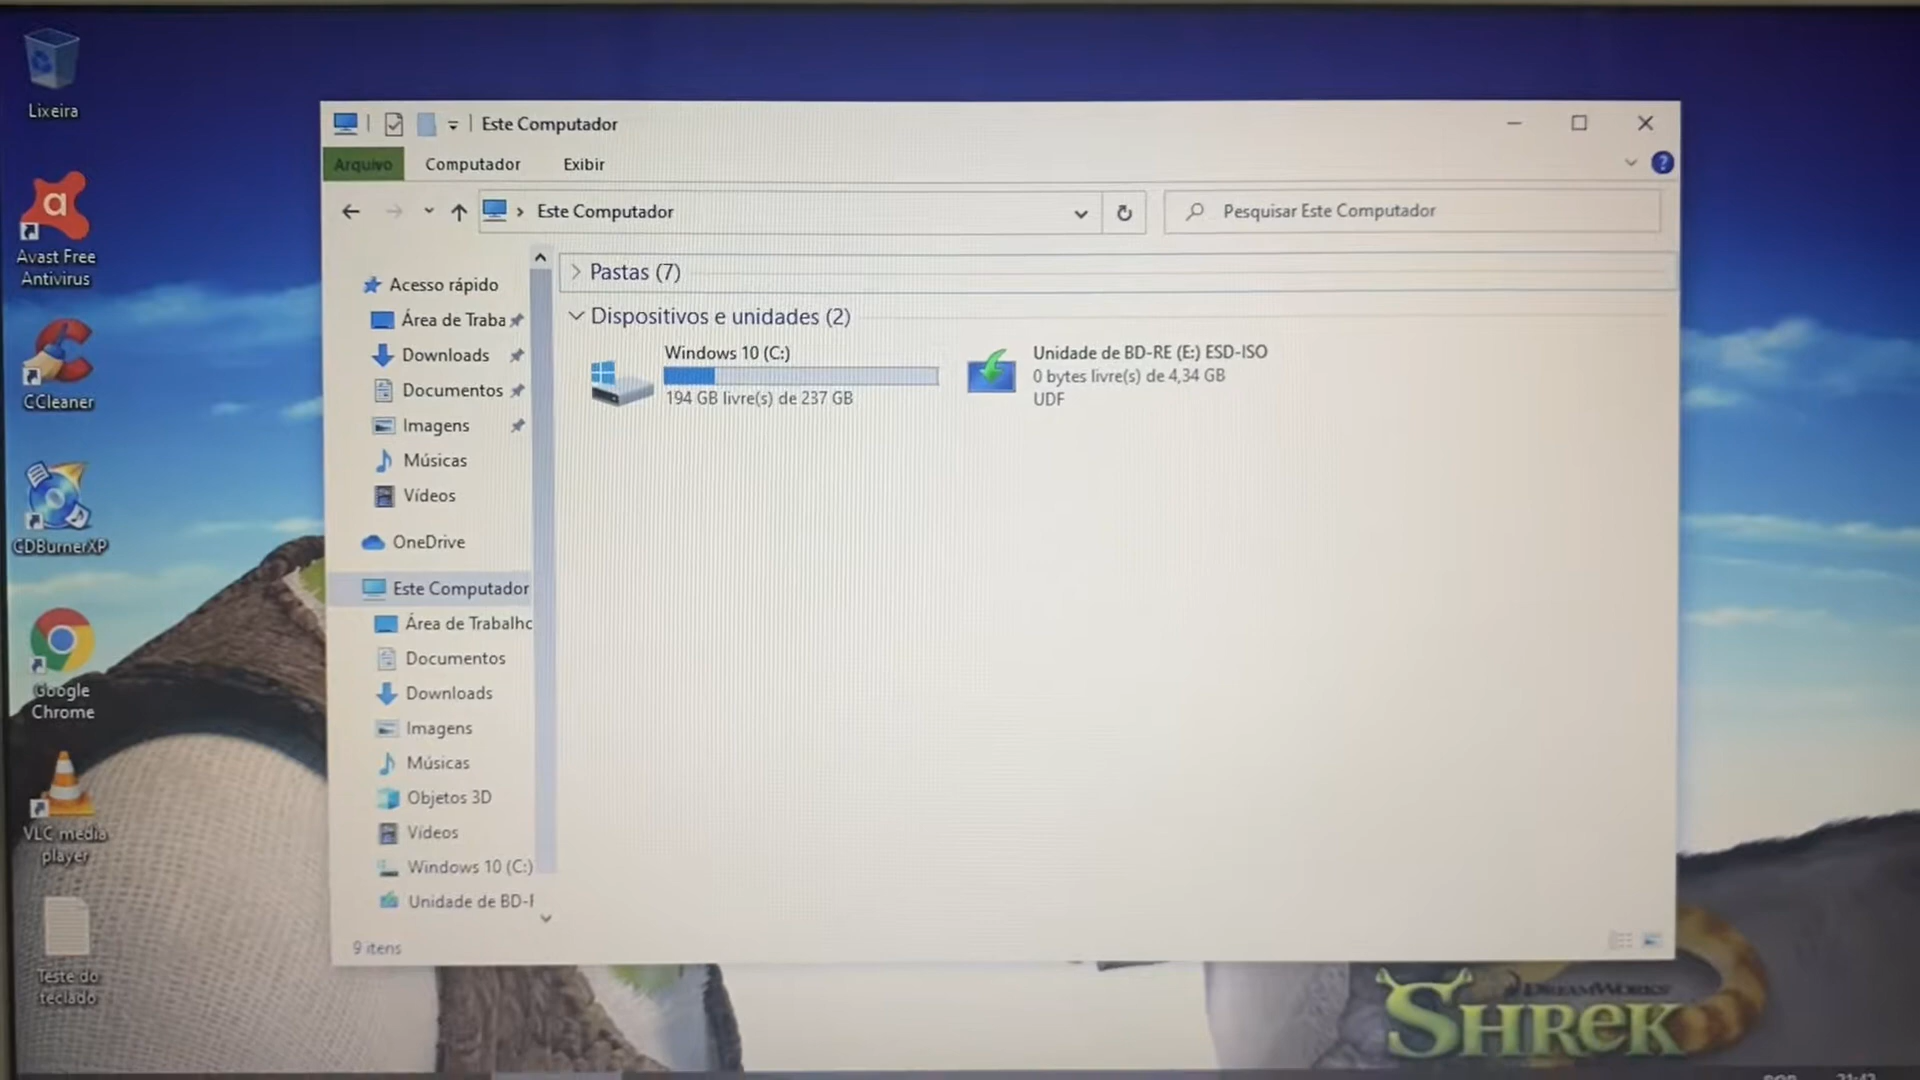 Lixeira
Avast Free
Antivirus
CCleaner
CDBurnerXP
Google
Chrome
VLC media
player
Teste do
teclado
Este Computador
Arquivo
Computador
Exibir
Este Computador
Pesquisar Este Computador
Acesso rápido
Área de Traba
Downloads
Documentos
Imagens
Músicas
Vídeos
OneDrive
Este Computador
Área de Trabalho
Documentos
Downloads
Imagens
Músicas
Objetos 3D
Vídeos
Windows 10 (C:)
Unidade de BD-R
9 itens
Pastas (7)
Dispositivos e unidades (2)
Windows 10 (C:)
194 GB livre(s) de 237 GB
Unidade de BD-RE (E:) ESD-ISO
0 bytes livre(s) de 4,34 GB
UDF
DREAMWORKS
SHREK